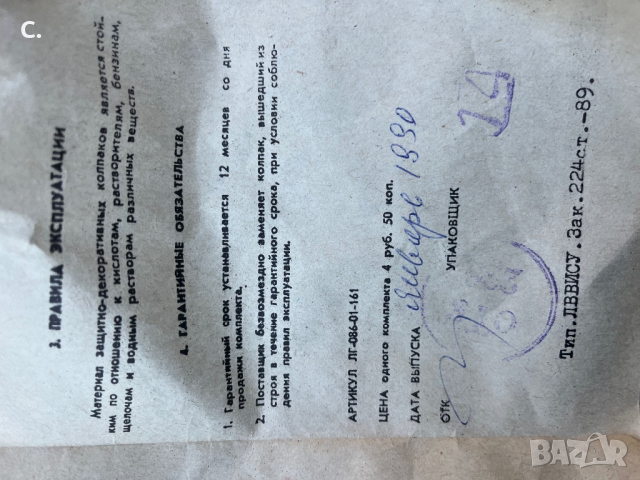 3. ПРАВИЛА ЭКСПЛУАТАЦИИ
Материал защитно-декоративных колпаков является стой-
ким по отношению к кислотам, растворителям, бензинам,
щелочам и водным растворам различных веществ.
4. ГАРАНТИЙНЫЕ ОБЯЗАТЕЛЬСТВА
1. Гарантийный срок устанавливается 12 месяцев со дня
продажи комплекта.
2. Поставщик безвозмездно заменяет колпак, вышедший из
строя в течение гарантийного срока, при условии соблю-
дения правил эксплуатации.
АРТИКУЛ ЛГ-086-01-161
ЦЕНА одного комплекта 4 руб. 50 коп.
ДАТА ВЫПУСКА Январь 1990
ОТК УПАКОВЩИК 14
Тип.ЛВВИСУ.Зак.224ст.-89.
C.
BAZAR